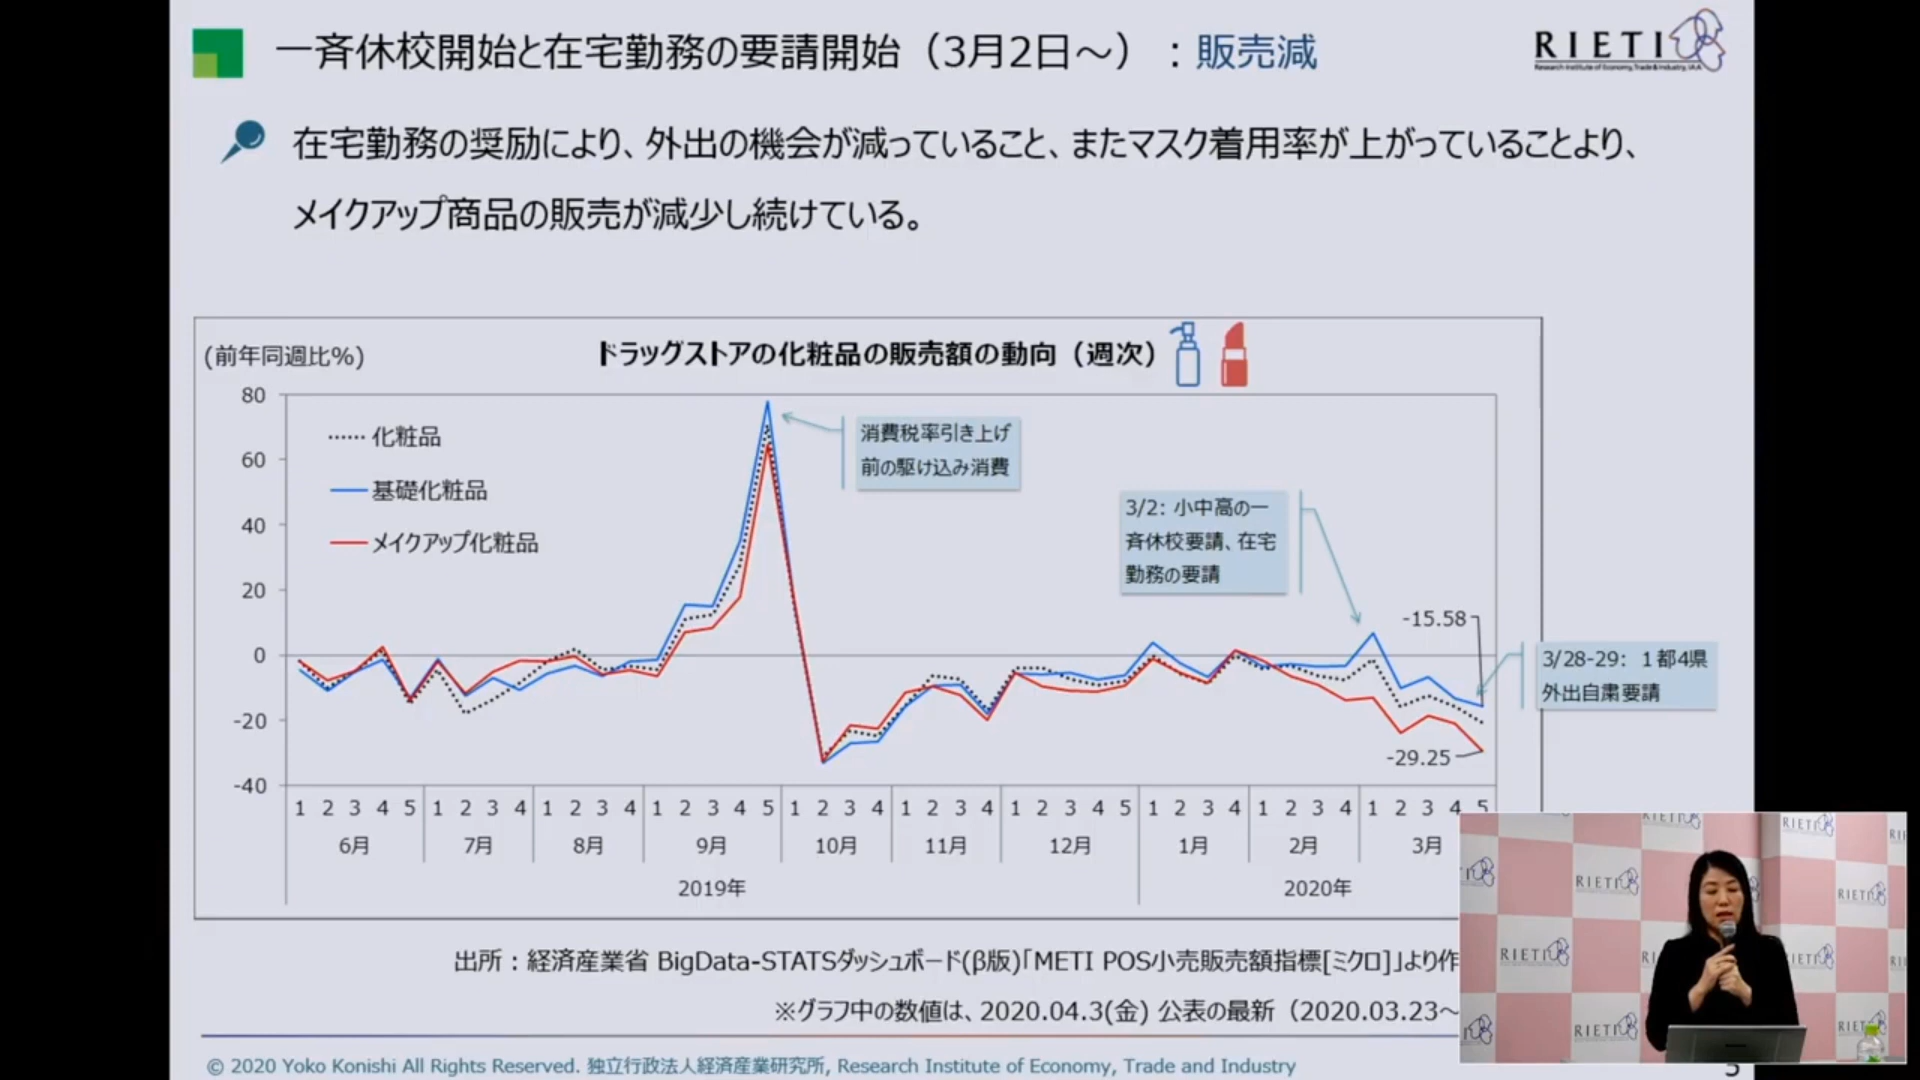 一斉休校開始と在宅勤務の要請開始（3月2日～）：販売減
RIETI
Research Institute of Economy, Trade & Industry, IAA
在宅勤務の奨励により、外出の機会が減っていること、またマスク着用率が上がっていることより、
メイクアップ商品の販売が減少し続けている。
(前年同週比%)
ドラッグストアの化粧品の販売額の動向（週次）
80
60
40
20
0
-20
-40
化粧品
基礎化粧品
メイクアップ化粧品
消費税率引き上げ
前の駆け込み消費
3/2: 小中高の一
斉休校要請、在宅
勤務の要請
-15.58
-29.25
3/28-29: 1都4県
外出自粛要請
1 2 3 4 5 1 2 3 4 1 2 3 4 1 2 3 4 5 1 2 3 4 1 2 3 4 1 2 3 4 5 1 2 3 4 1 2 3 4 1 2 3 4 5
6月 7月 8月 9月 10月 11月 12月 1月 2月 3月
2019年 2020年
出所：経済産業省 BigData-STATSダッシュボード(β版)「METI POS小売販売額指標[ミクロ]」より作
※グラフ中の数値は、2020.04.3(金) 公表の最新（2020.03.23～
© 2020 Yoko Konishi All Rights Reserved. 独立行政法人経済産業研究所, Research Institute of Economy, Trade and Industry
5
RIETI
RIETI
RIETI
RIETI
RIETI